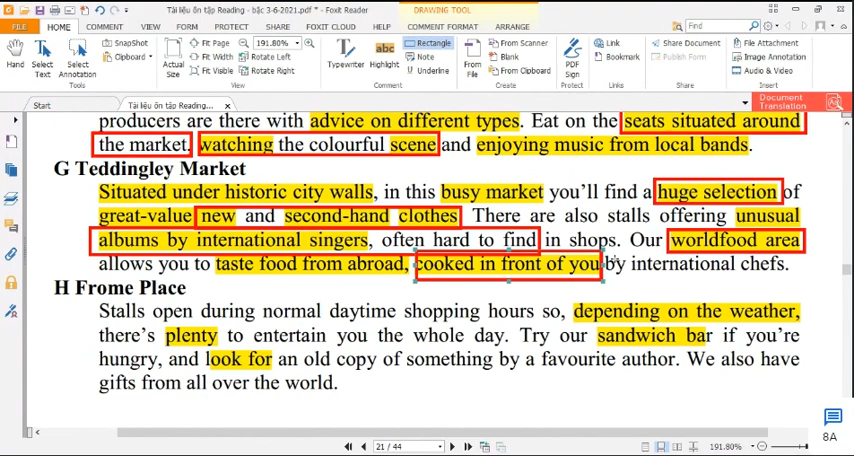 Tài liệu ôn tập Reading - bậc 3-6-2021.pdf * - Foxit Reader
DRAWING TOOL
FILE HOME COMMENT VIEW FORM PROTECT SHARE FOXIT CLOUD HELP COMMENT FORMAT ARRANGE
Find
Hand
Select Text
Select Annotation
SnapShot
Clipboard
Actual Size
Fit Page
Fit Width
Fit Visible
191.80%
Rotate Left
Rotate Right
Typewriter
Highlight
Rectangle
Note
Underline
From File
From Scanner
Blank
From Clipboard
PDF Sign
Link
Bookmark
Share Document
Publish Form
File Attachment
Image Annotation
Audio & Video
Tools View Comment Create Protect Links Share Insert
Start
Tài liệu ôn tập Reading...
Document Translation
producers are there with advice on different types. Eat on the seats situated around
the market, watching the colourful scene and enjoying music from local bands.
G Teddingley Market
Situated under historic city walls, in this busy market you’ll find a huge selection of
great-value new and second-hand clothes. There are also stalls offering unusual
albums by international singers, often hard to find in shops. Our worldfood area
allows you to taste food from abroad, cooked in front of you by international chefs.
H Frome Place
Stalls open during normal daytime shopping hours so, depending on the weather,
there’s plenty to entertain you the whole day. Try our sandwich bar if you’re
hungry, and look for an old copy of something by a favourite author. We also have
gifts from all over the world.
8A
21 / 44
191.80%